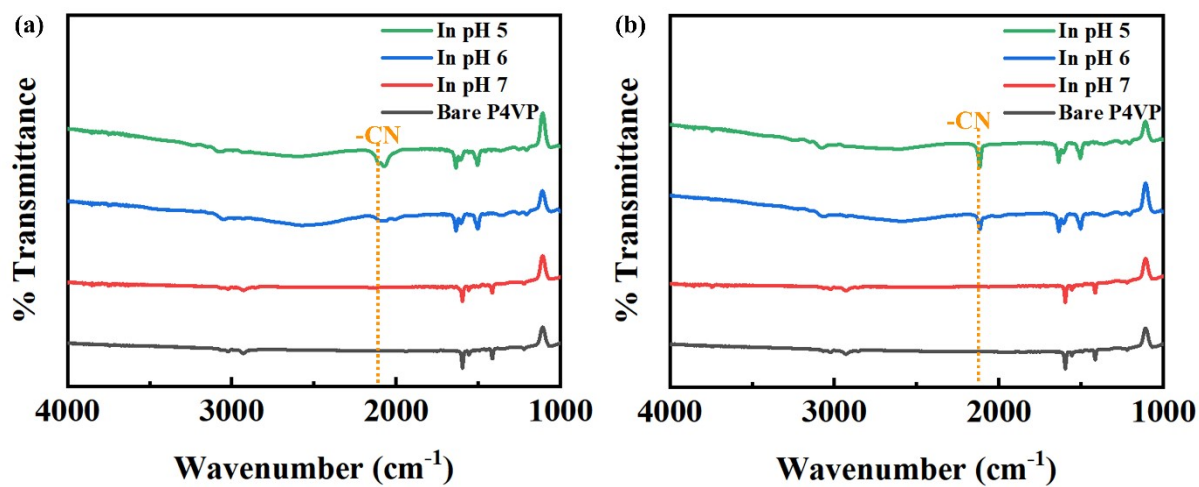 (a)
In pH 5
In pH 6
In pH 7
Bare P4VP
-CN
% Transmittance
4000 3000 2000 1000
Wavenumber (cm-1)
(b)
In pH 5
In pH 6
In pH 7
Bare P4VP
-CN
% Transmittance
4000 3000 2000 1000
Wavenumber (cm-1)